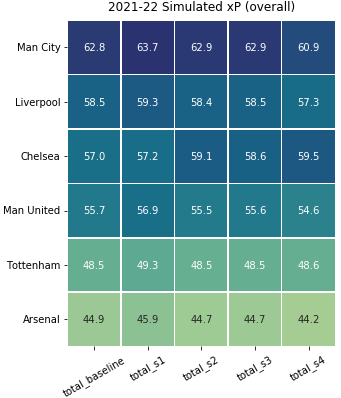 2021-22 Simulated xP (overall)
Man City 62.8 63.7 62.9 62.9 60.9
Liverpool 58.5 59.3 58.4 58.5 57.3
Chelsea 57.0 57.2 59.1 58.6 59.5
Man United 55.7 56.9 55.5 55.6 54.6
Tottenham 48.5 49.3 48.5 48.5 48.6
Arsenal 44.9 45.9 44.7 44.7 44.2
total_baseline total_s1 total_s2 total_s3 total_s4